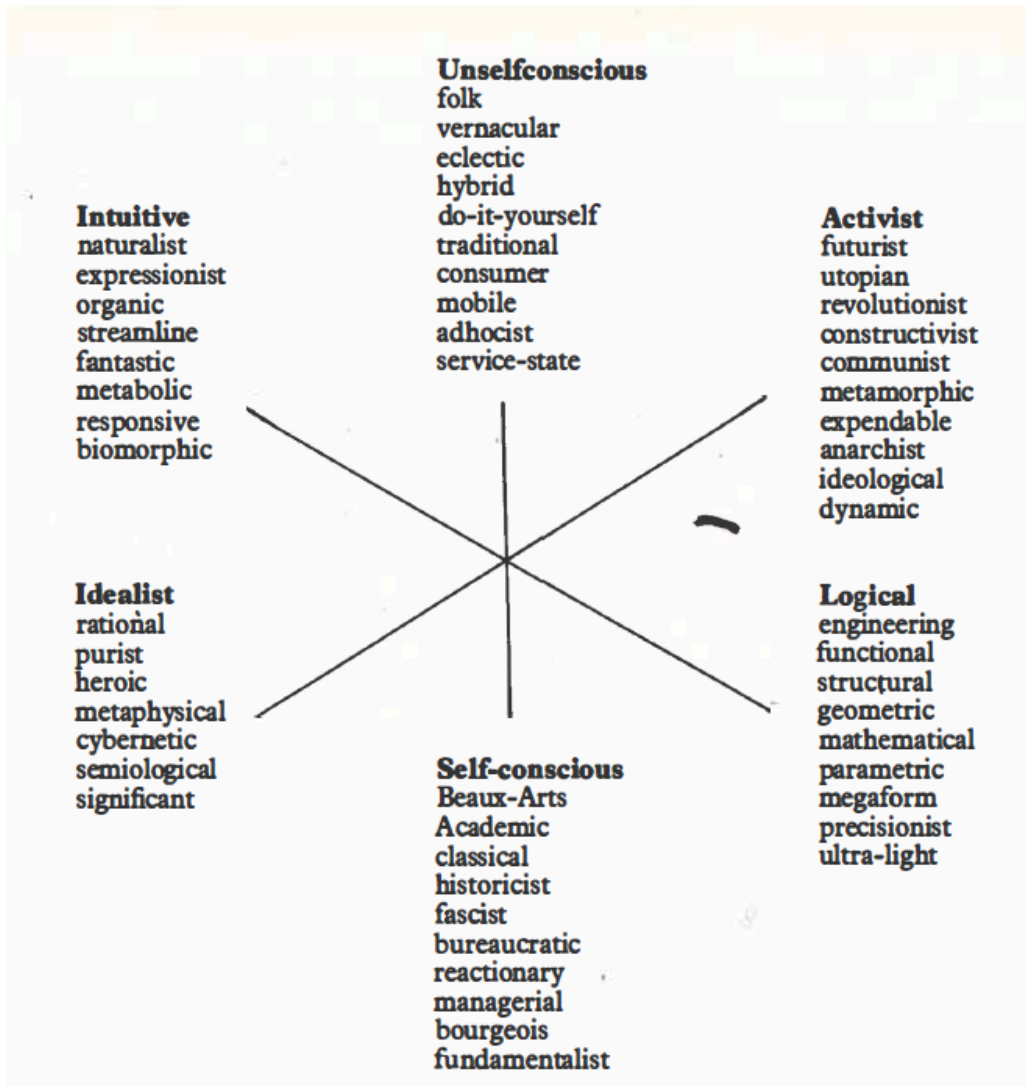 Unselfconscious
folk
vernacular
eclectic
hybrid
do-it-yourself
traditional
consumer
mobile
adhocist
service-state
Intuitive
naturalist
expressionist
organic
streamline
fantastic
metabolic
responsive
biomorphic
Activist
futurist
utopian
revolutionist
constructivist
communist
metamorphic
expendable
anarchist
ideological
dynamic
Idealist
rational
purist
heroic
metaphysical
cybernetic
semiological
significant
Logical
engineering
functional
structural
geometric
mathematical
parametric
megaform
precisionist
ultra-light
Self-conscious
Beaux-Arts
Academic
classical
historicist
fascist
bureaucratic
reactionary
managerial
bourgeois
fundamentalist